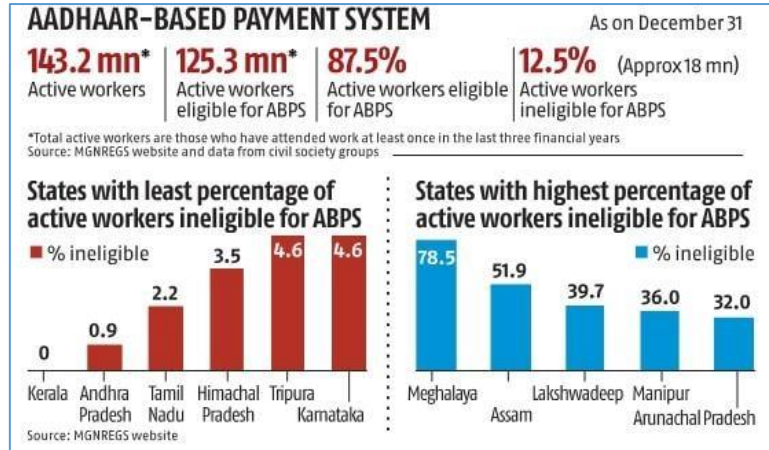 AADHAAR-BASED PAYMENT SYSTEM
As on December 31
143.2 mn*
Active workers
125.3 mn*
Active workers
eligible for ABPS
87.5%
Active workers eligible
for ABPS
12.5% (Approx 18 mn)
Active workers
ineligible for ABPS
*Total active workers are those who have attended work at least once in the last three financial years
Source: MGNREGS website and data from civil society groups
States with least percentage of
active workers ineligible for ABPS
% ineligible
0
0.9
2.2
3.5
4.6
4.6
Kerala
Andhra
Pradesh
Tamil
Nadu
Himachal
Pradesh
Tripura
Karnataka
Source: MGNREGS website
States with highest percentage of
active workers ineligible for ABPS
% ineligible
78.5
51.9
39.7
36.0
32.0
Meghalaya
Assam
Lakshwadeep
Manipur
Arunachal Pradesh